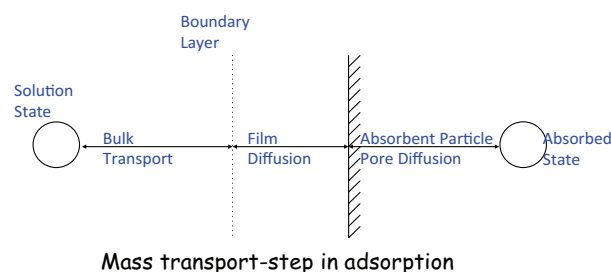 Boundary
Layer
Solution
State
Bulk
Transport
Film
Diffusion
Absorbent Particle
Pore Diffusion
Absorbed
State
Mass transport-step in adsorption